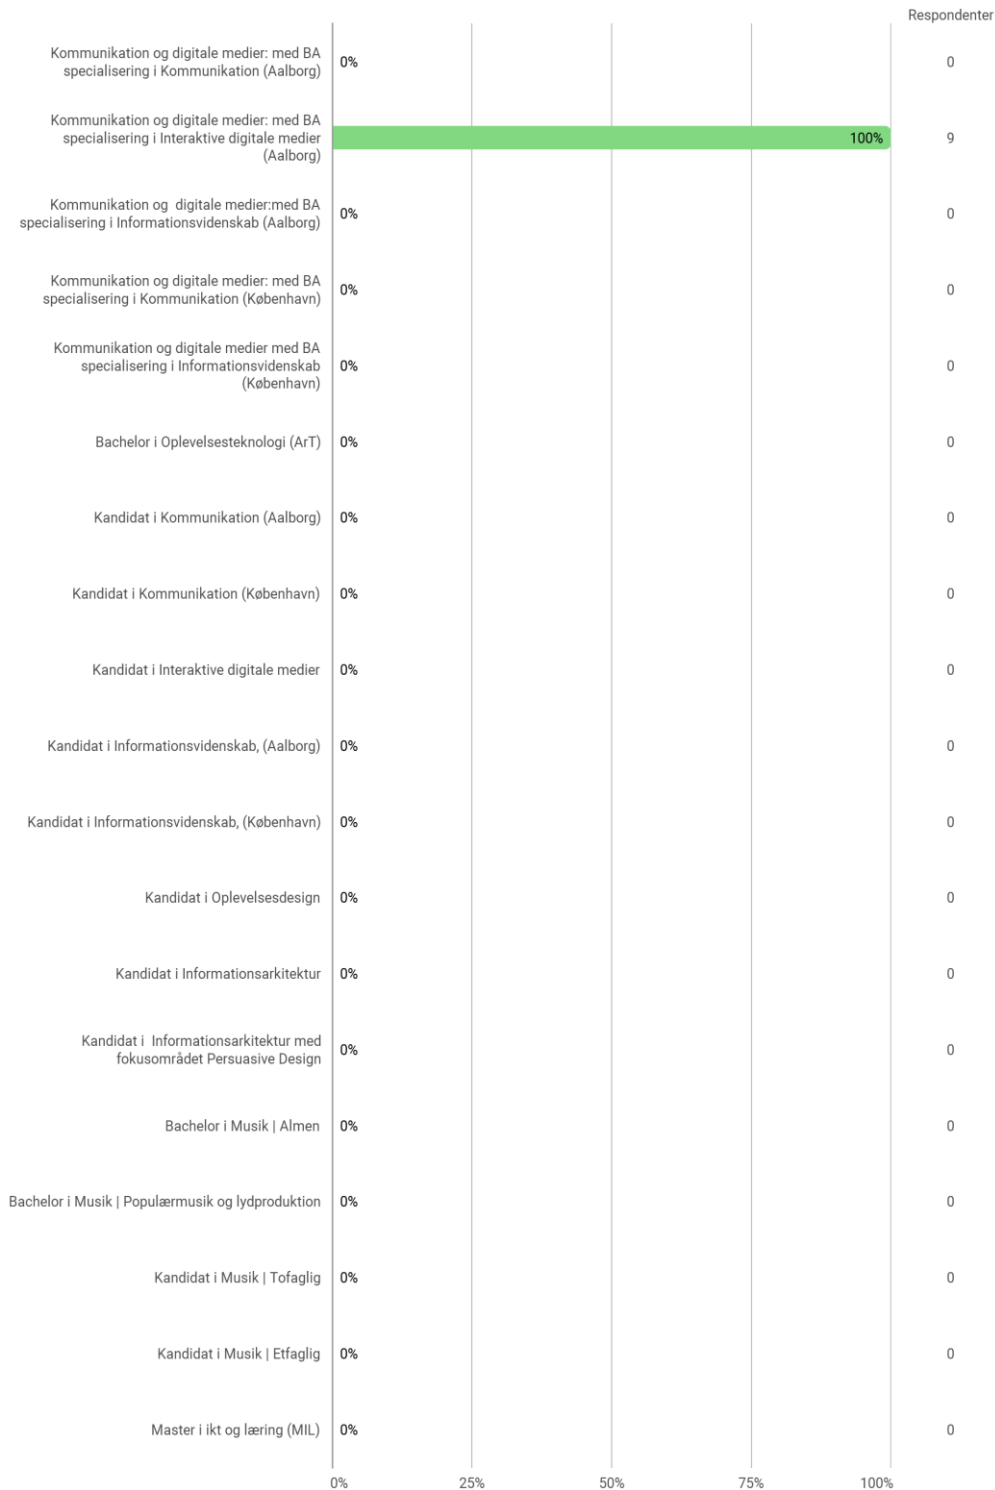 Respondenter
Kommunikation og digitale medier: med BA
specialisering i Kommunikation (Aalborg)
0%
0
Kommunikation og digitale medier: med BA
specialisering i Interaktive digitale medier
(Aalborg)
100%
9
Kommunikation og  digitale medier:med BA
specialisering i Informationsvidenskab (Aalborg)
0%
0
Kommunikation og digitale medier: med BA
specialisering i Kommunikation (København)
0%
0
Kommunikation og digitale medier med BA
specialisering i Informationsvidenskab
(København)
0%
0
Bachelor i Oplevelsesteknologi (ArT)
0%
0
Kandidat i Kommunikation (Aalborg)
0%
0
Kandidat i Kommunikation (København)
0%
0
Kandidat i Interaktive digitale medier
0%
0
Kandidat i Informationsvidenskab, (Aalborg)
0%
0
Kandidat i Informationsvidenskab, (København)
0%
0
Kandidat i Oplevelsesdesign
0%
0
Kandidat i Informationsarkitektur
0%
0
Kandidat i  Informationsarkitektur med
fokusområdet Persuasive Design
0%
0
Bachelor i Musik | Almen
0%
0
Bachelor i Musik | Populærmusik og lydproduktion
0%
0
Kandidat i Musik | Tofaglig
0%
0
Kandidat i Musik | Etfaglig
0%
0
Master i ikt og læring (MIL)
0%
0
0%
25%
50%
75%
100%